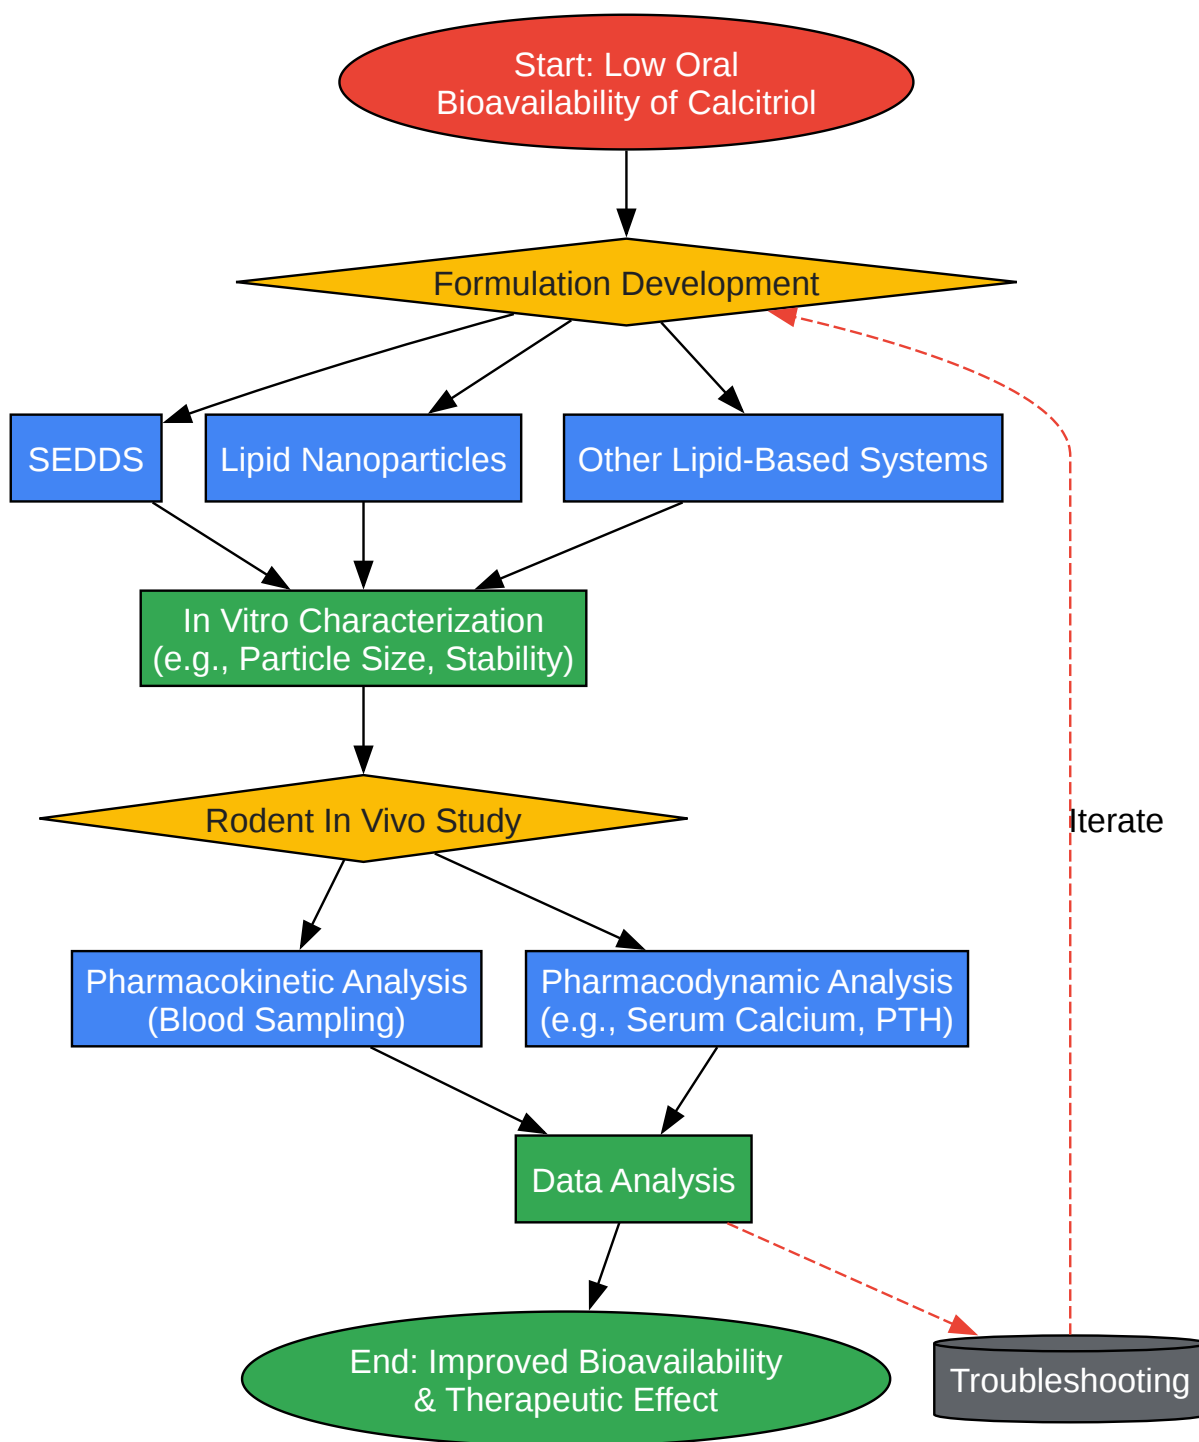 Start: Low Oral
Bioavailability of Calcitriol
Formulation Development
SEDDS
Lipid Nanoparticles
Other Lipid-Based Systems
In Vitro Characterization
(e.g., Particle Size, Stability)
Rodent In Vivo Study
Iterate
Pharmacokinetic Analysis
(Blood Sampling)
Pharmacodynamic Analysis
(e.g., Serum Calcium, PTH)
Data Analysis
End: Improved Bioavailability
& Therapeutic Effect
Troubleshooting